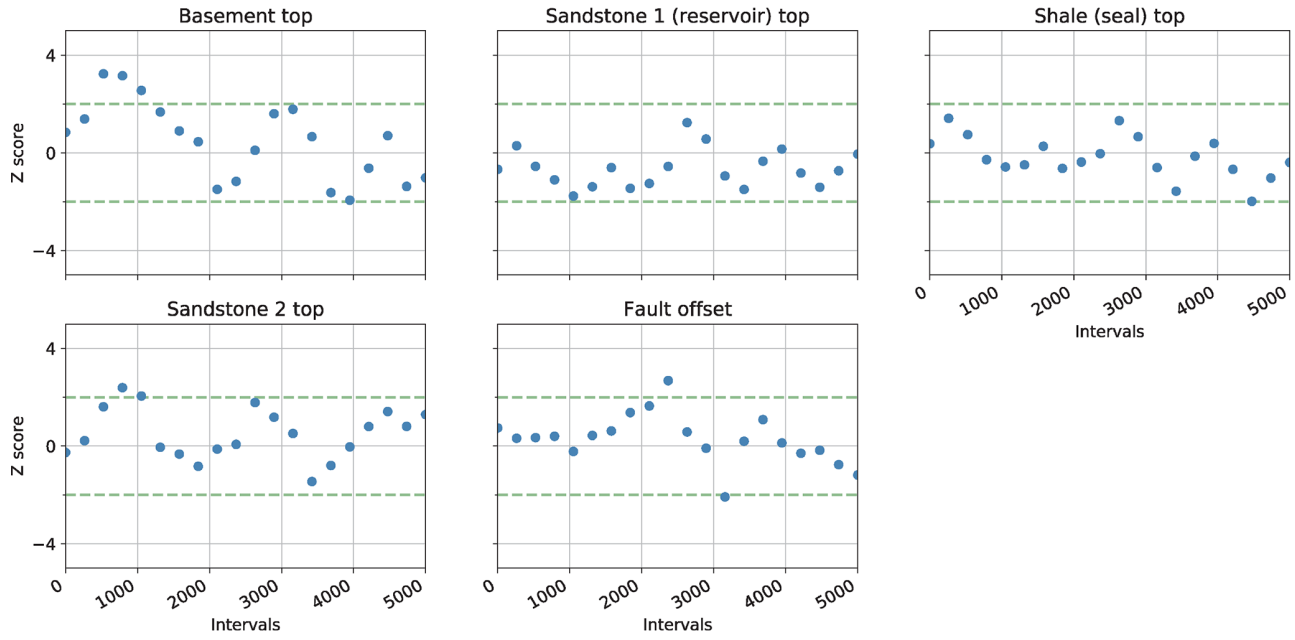 Basement top
Sandstone 1 (reservoir) top
Shale (seal) top
Z score
4
0
−4
0
1000
2000
3000
4000
5000
Intervals
Sandstone 2 top
Fault offset
Z score
4
0
−4
0
1000
2000
3000
4000
5000
Intervals
0
1000
2000
3000
4000
5000
Intervals